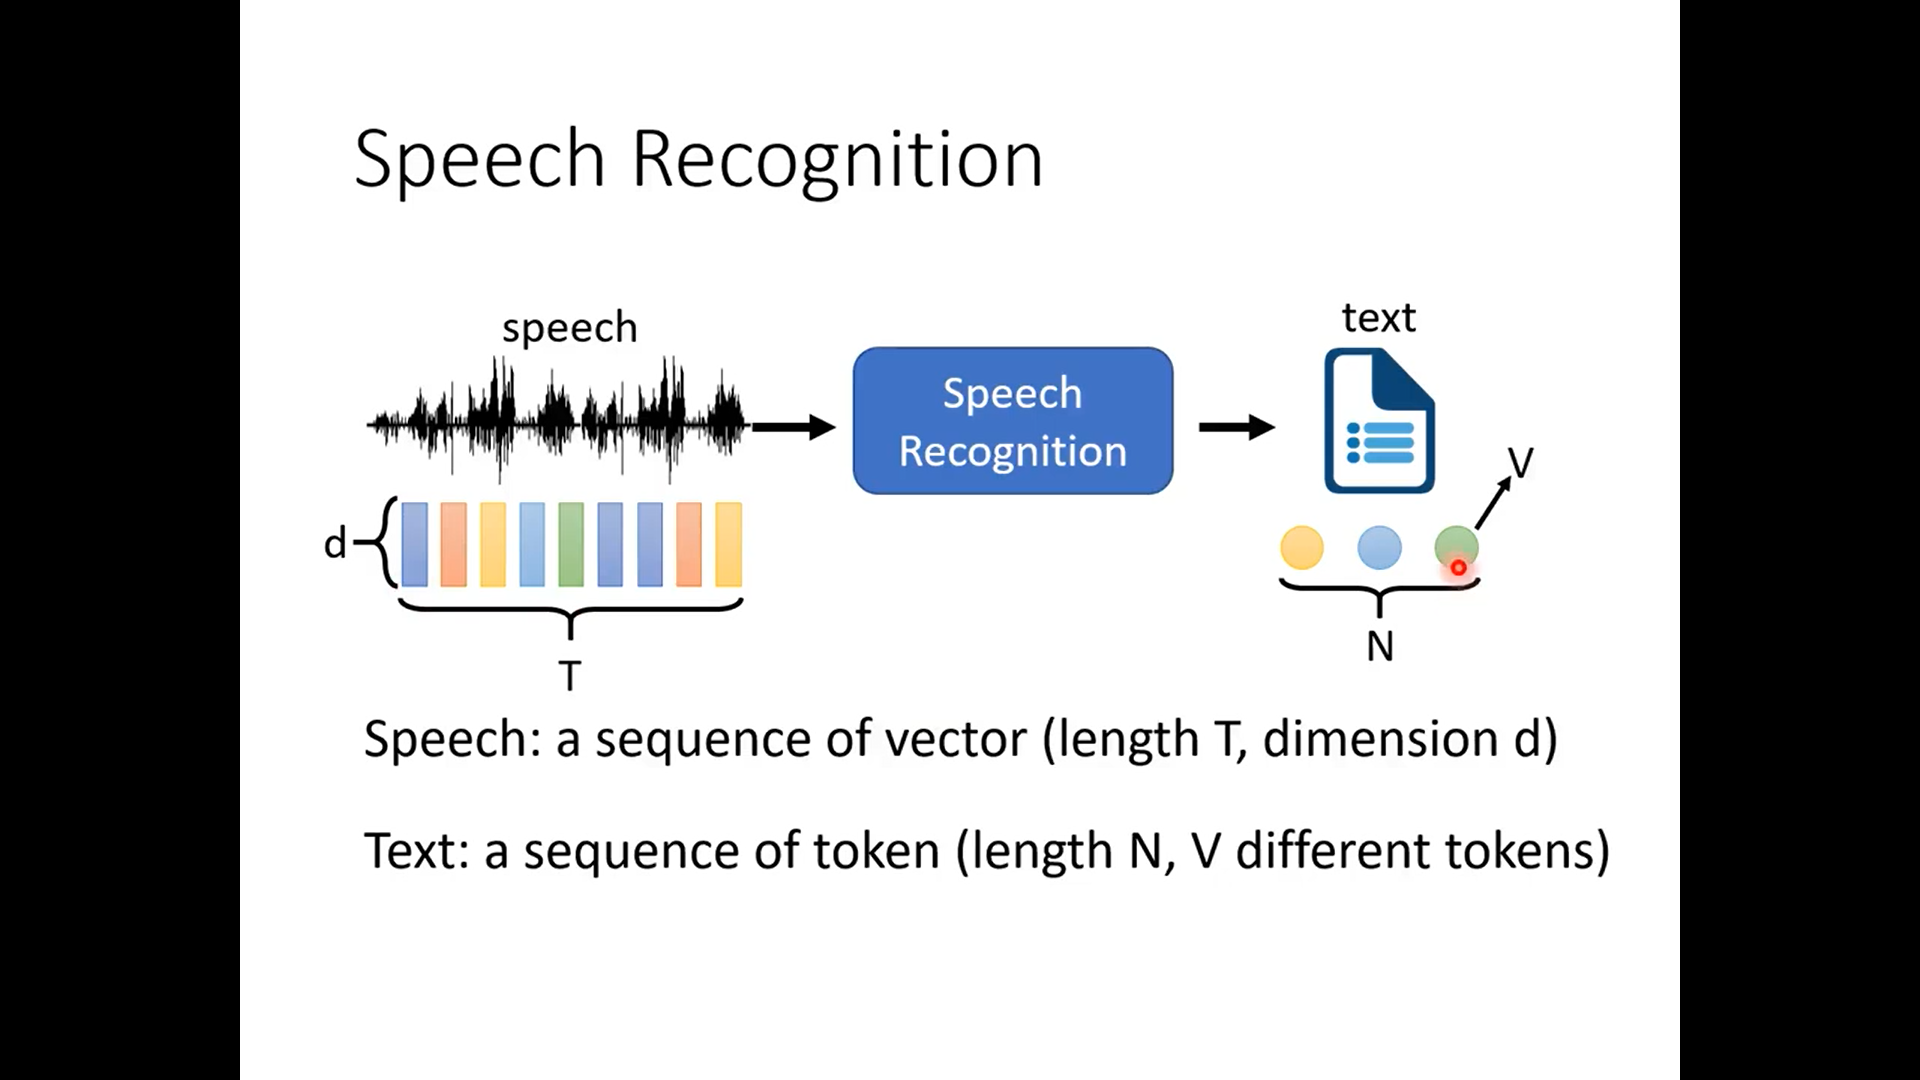 Speech Recognition
speech
text
Speech
Recognition
V
d
T
N
Speech: a sequence of vector (length T, dimension d)
Text: a sequence of token (length N, V different tokens)